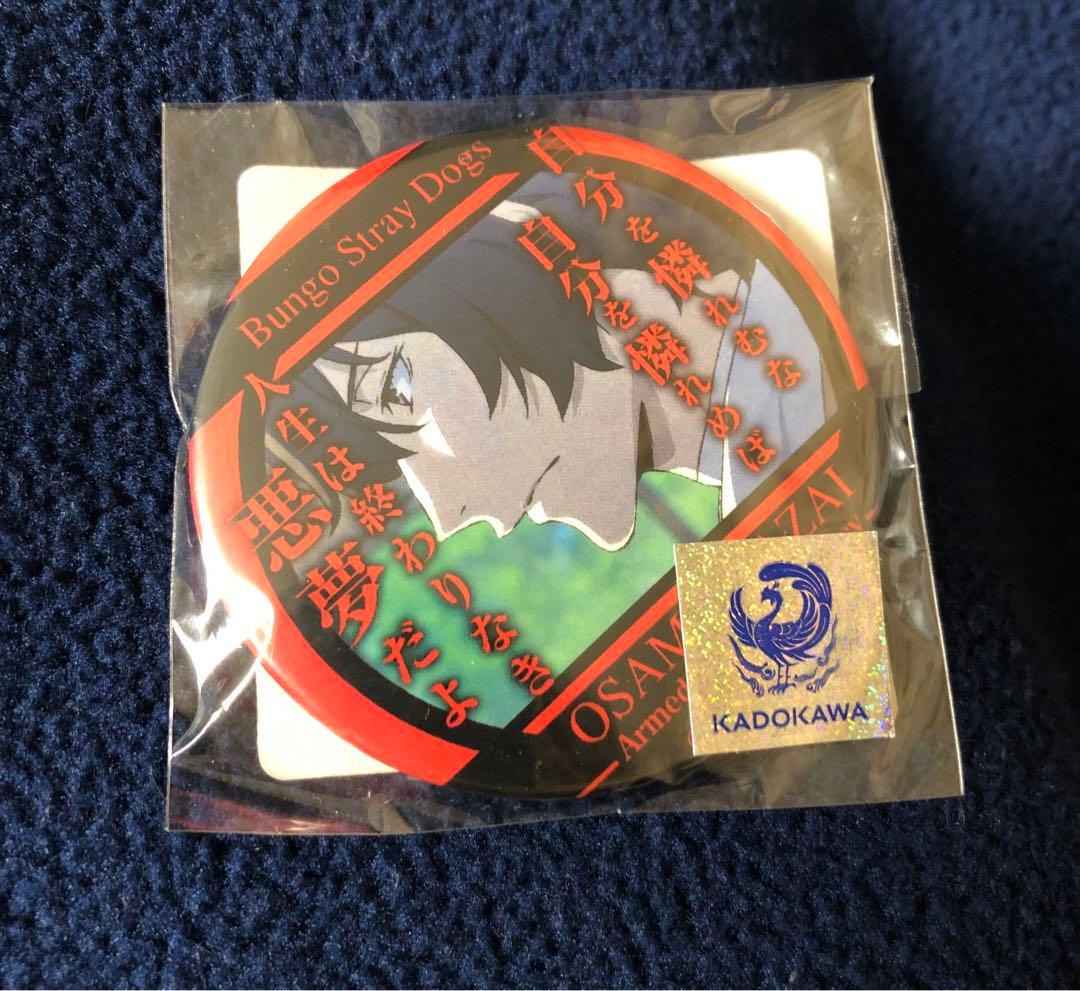 Bungo Stray Dogs
自分を憐れむな
自分を憐れめば
人生は終わりなき
悪夢だよ
OSAM ZAI
Armed
KADOKAWA